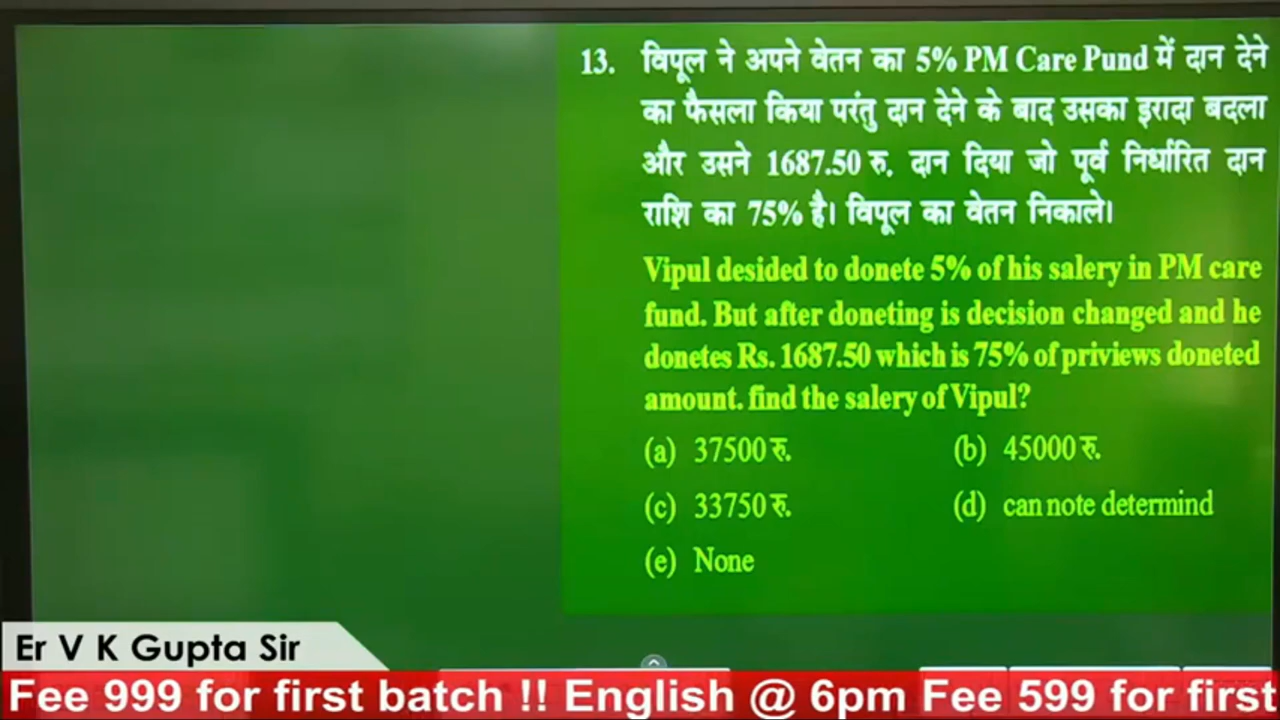 13. विपूल ने अपने वेतन का 5% PM Care Pund में दान देने
का फैसला किया परंतु दान देने के बाद उसका इरादा बदला
और उसने 1687.50 रु. दान दिया जो पूर्व निर्धारित दान
राशि का 75% है। विपूल का वेतन निकाले।
Vipul desided to donete 5% of his salery in PM care
fund. But after doneting is decision changed and he
donetes Rs. 1687.50 which is 75% of priviews doneted
amount. find the salery of Vipul?
(a) 37500 रु. (b) 45000 रु.
(c) 33750 रु. (d) can note determind
(e) None
Er V K Gupta Sir
Fee 999 for first batch !! English @ 6pm Fee 599 for first